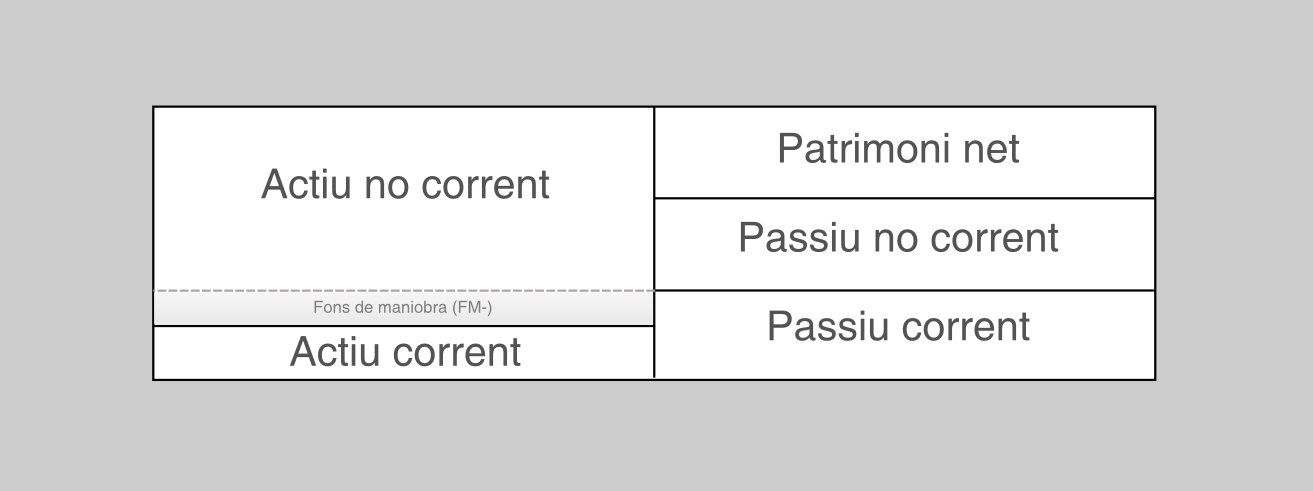 Actiu no corrent
Fons de maniobra (FM-)
Actiu corrent
Patrimoni net
Passiu no corrent
Passiu corrent